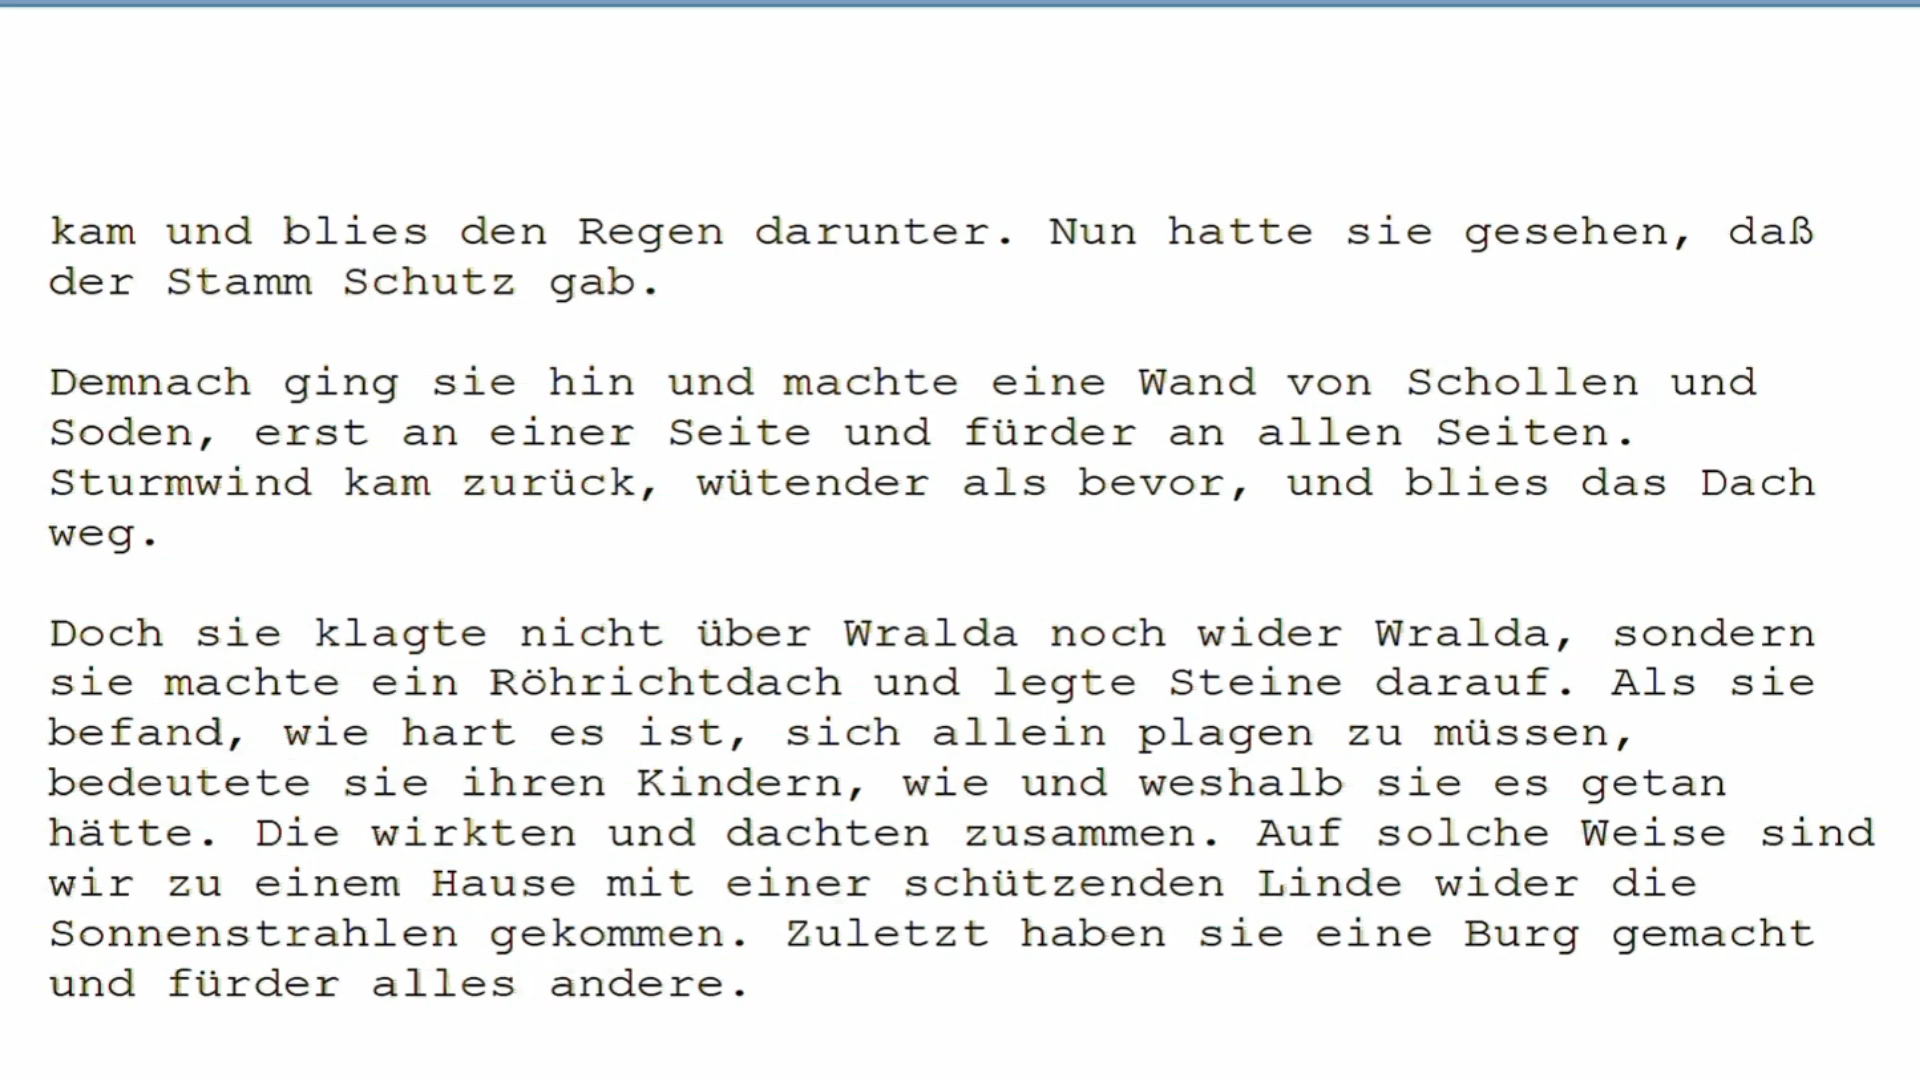 kam und blies den Regen darunter. Nun hatte sie gesehen, daß
der Stamm Schutz gab.
Demnach ging sie hin und machte eine Wand von Schollen und
Soden, erst an einer Seite und fürder an allen Seiten.
Sturmwind kam zurück, wütender als bevor, und blies das Dach
weg.
Doch sie klagte nicht über Wralda noch wider Wralda, sondern
sie machte ein Röhrichtdach und legte Steine darauf. Als sie
befand, wie hart es ist, sich allein plagen zu müssen,
bedeutete sie ihren Kindern, wie und weshalb sie es getan
hätte. Die wirkten und dachten zusammen. Auf solche Weise sind
wir zu einem Hause mit einer schützenden Linde wider die
Sonnenstrahlen gekommen. Zuletzt haben sie eine Burg gemacht
und fürder alles andere.